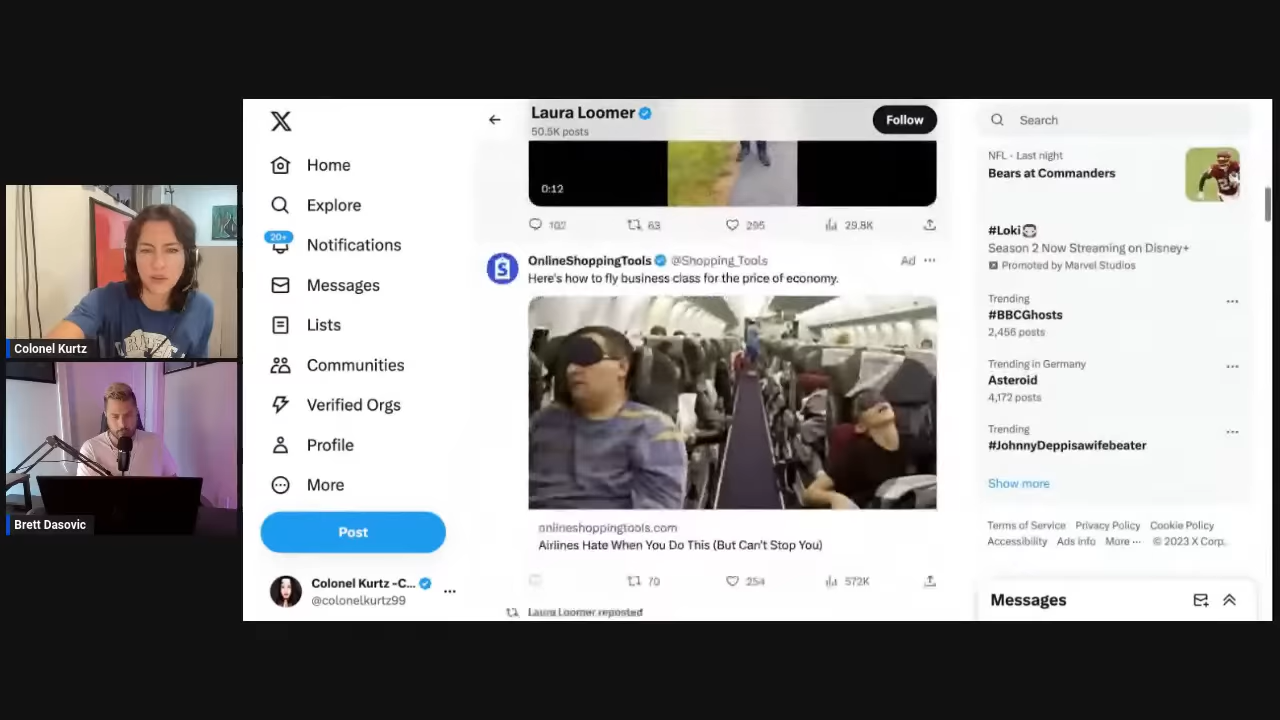 Colonel Kurtz
Brett Dasovic
X
Home
Explore
20+
Notifications
Messages
Lists
Communities
Verified Orgs
Profile
More
Post
Colonel Kurtz -C...
@colonelkurtz99
Laura Loomer
50.5K posts
Follow
0:12
102
63
295
29.8K
OnlineShoppingTools @Shopping_Tools
Ad
Here's how to fly business class for the price of economy.
onlineshoppingtools.com
Airlines Hate When You Do This (But Can't Stop You)
70
254
572K
Laura Loomer reposted
Search
NFL · Last night
Bears at Commanders
#Loki
Season 2 Now Streaming on Disney+
Promoted by Marvel Studios
Trending
#BBCGhosts
2,456 posts
Trending in Germany
Asteroid
4,172 posts
Trending
#JohnnyDeppisawifebeater
Show more
Terms of Service Privacy Policy Cookie Policy
Accessibility Ads info More ··· © 2023 X Corp.
Messages